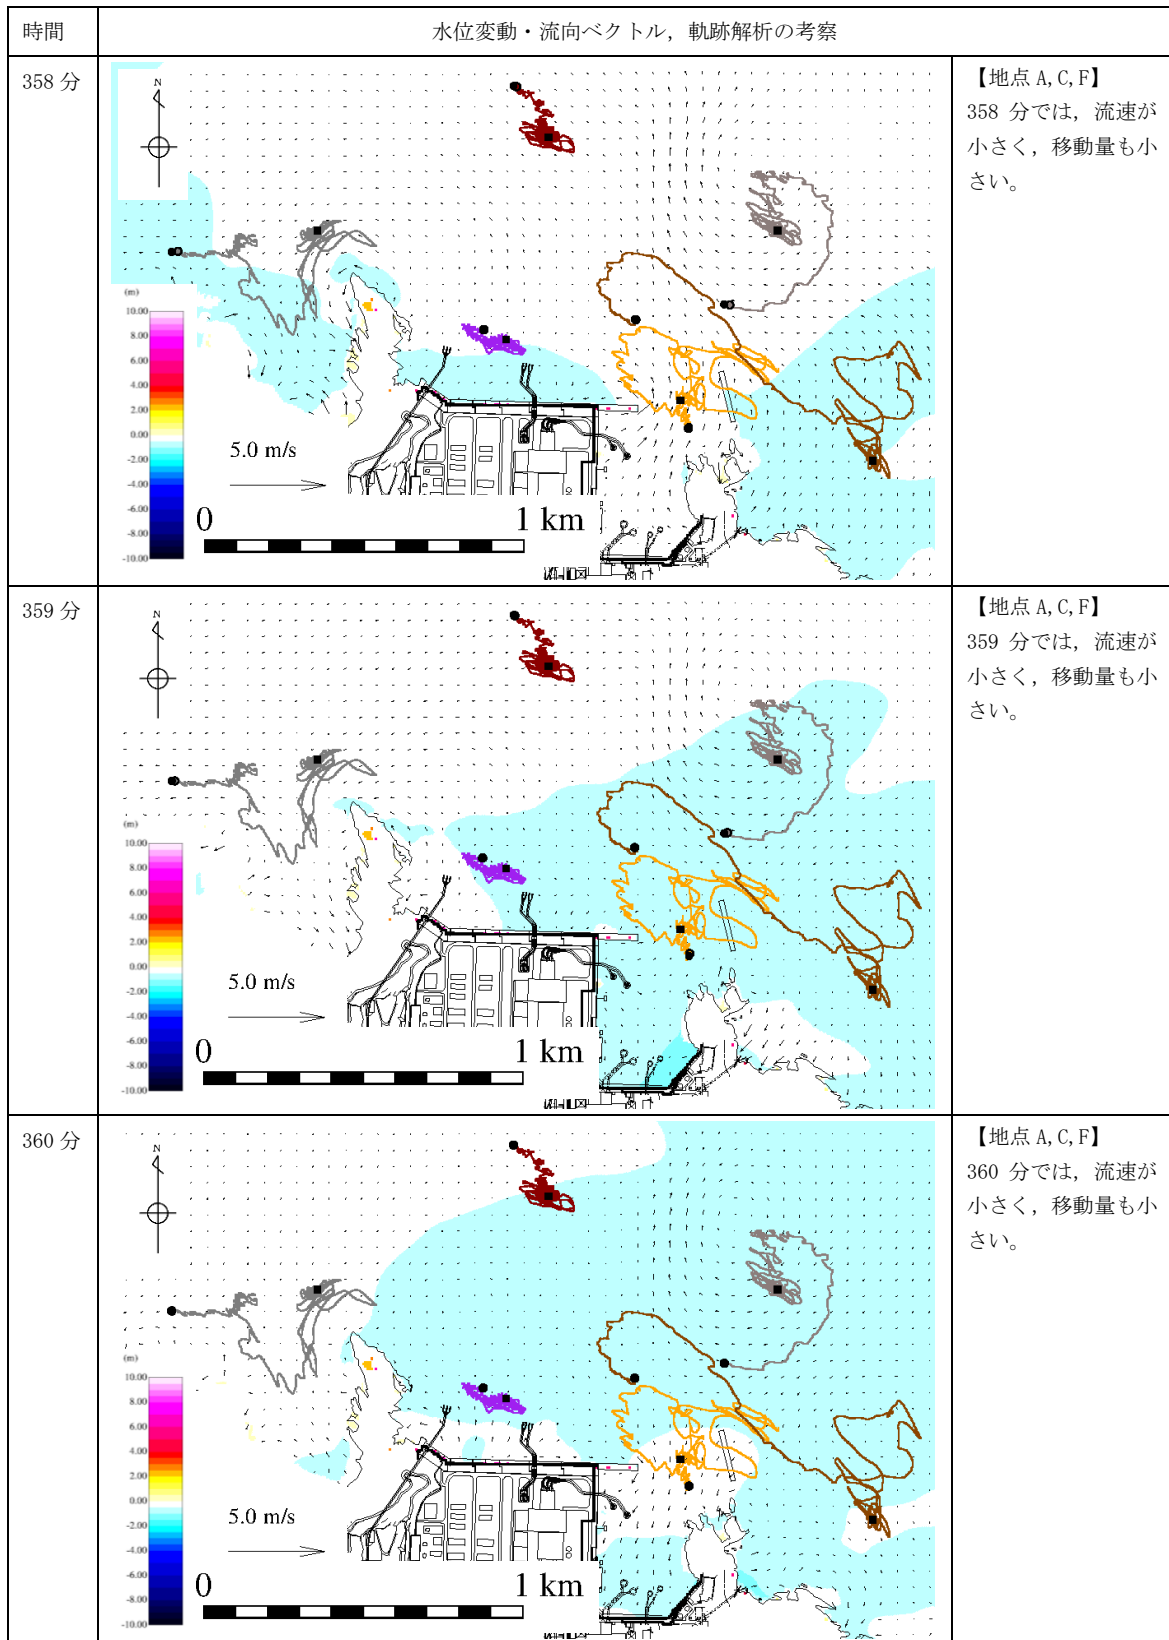 時間
水位変動・流向ベクトル，軌跡解析の考察
358 分
N
(m)
10.00
8.00
6.00
4.00
2.00
0.00
-2.00
-4.00
-6.00
-8.00
-10.00
5.0 m/s
0
1 km
【地点 A,C,F】
358 分では，流速が
小さく，移動量も小
さい。
359 分
N
(m)
10.00
8.00
6.00
4.00
2.00
0.00
-2.00
-4.00
-6.00
-8.00
-10.00
5.0 m/s
0
1 km
【地点 A,C,F】
359 分では，流速が
小さく，移動量も小
さい。
360 分
N
(m)
10.00
8.00
6.00
4.00
2.00
-0.00
-2.00
-4.00
-6.00
-8.00
-10.00
5.0 m/s
0
1 km
【地点 A,C,F】
360 分では，流速が
小さく，移動量も小
さい。